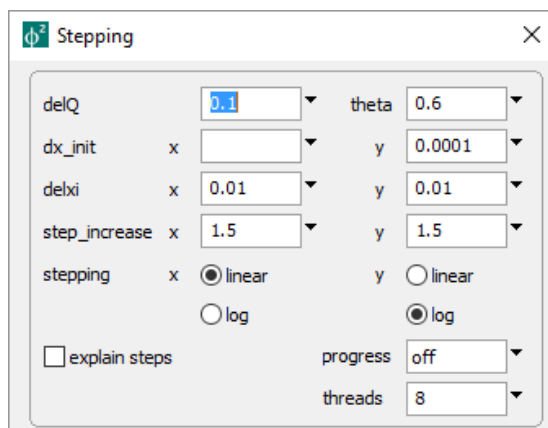 ϕ² Stepping
delQ 0.1 theta 0.6
dx_init x y 0.0001
delxi x 0.01 y 0.01
step_increase x 1.5 y 1.5
stepping x linear y linear
log log
explain steps progress off
threads 8